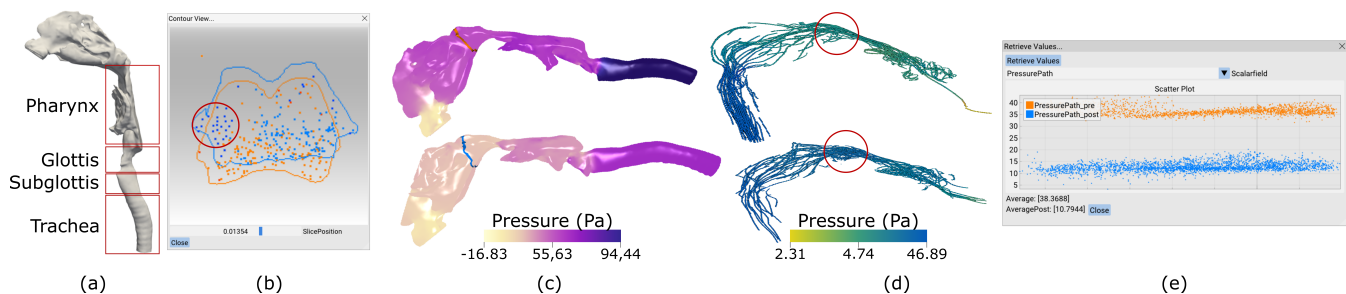 Pharynx
Glottis
Subglottis
Trachea
(a)
Contour View...
0.01354 SlicePosition
Close
(b)
Pressure (Pa)
-16.83 55,63 94,44
(c)
Pressure (Pa)
2.31 4.74 46.89
(d)
Retrieve Values...
Retrieve Values
PressurePath Scalarfield
Scatter Plot
PressurePath_pre
PressurePath_post
40
35
30
25
20
15
10
5
Average: [38.3688]
AveragePost: [10.7944] Close
(e)